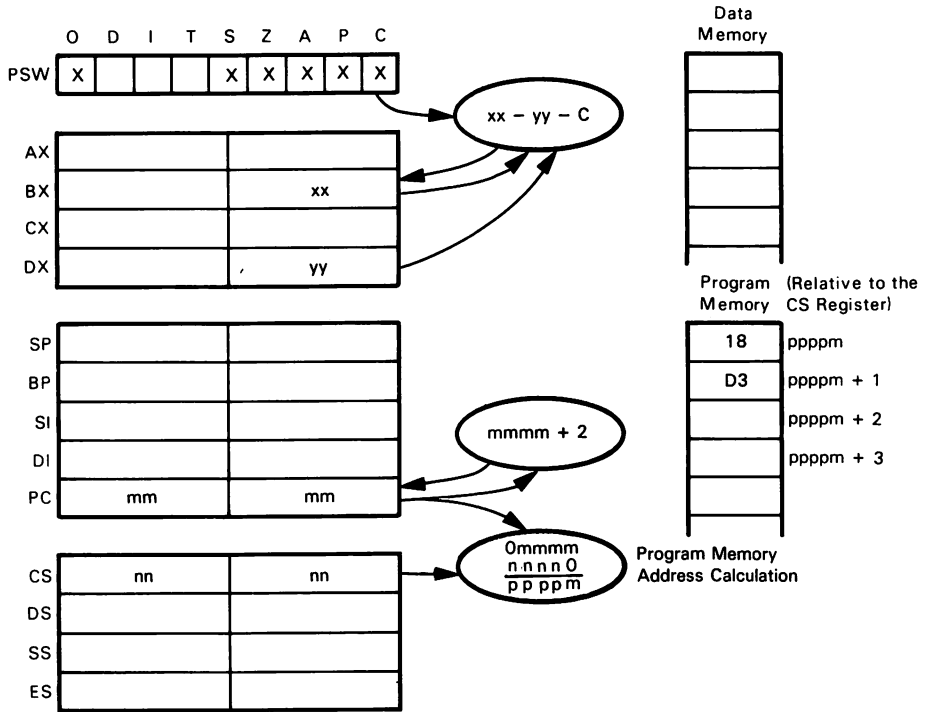 O D I T S Z A P C
PSW X X X X X X
xx – yy – C
AX
BX xx
CX
DX yy
Data
Memory
Program
Memory
(Relative to the
CS Register)
18 ppppm
D3 ppppm + 1
ppppm + 2
ppppm + 3
SP
BP
SI
DI
PC mm mm
mmmm + 2
CS nn nn
DS
SS
ES
0mmmm
nnnn0
ppppm
Program Memory
Address Calculation